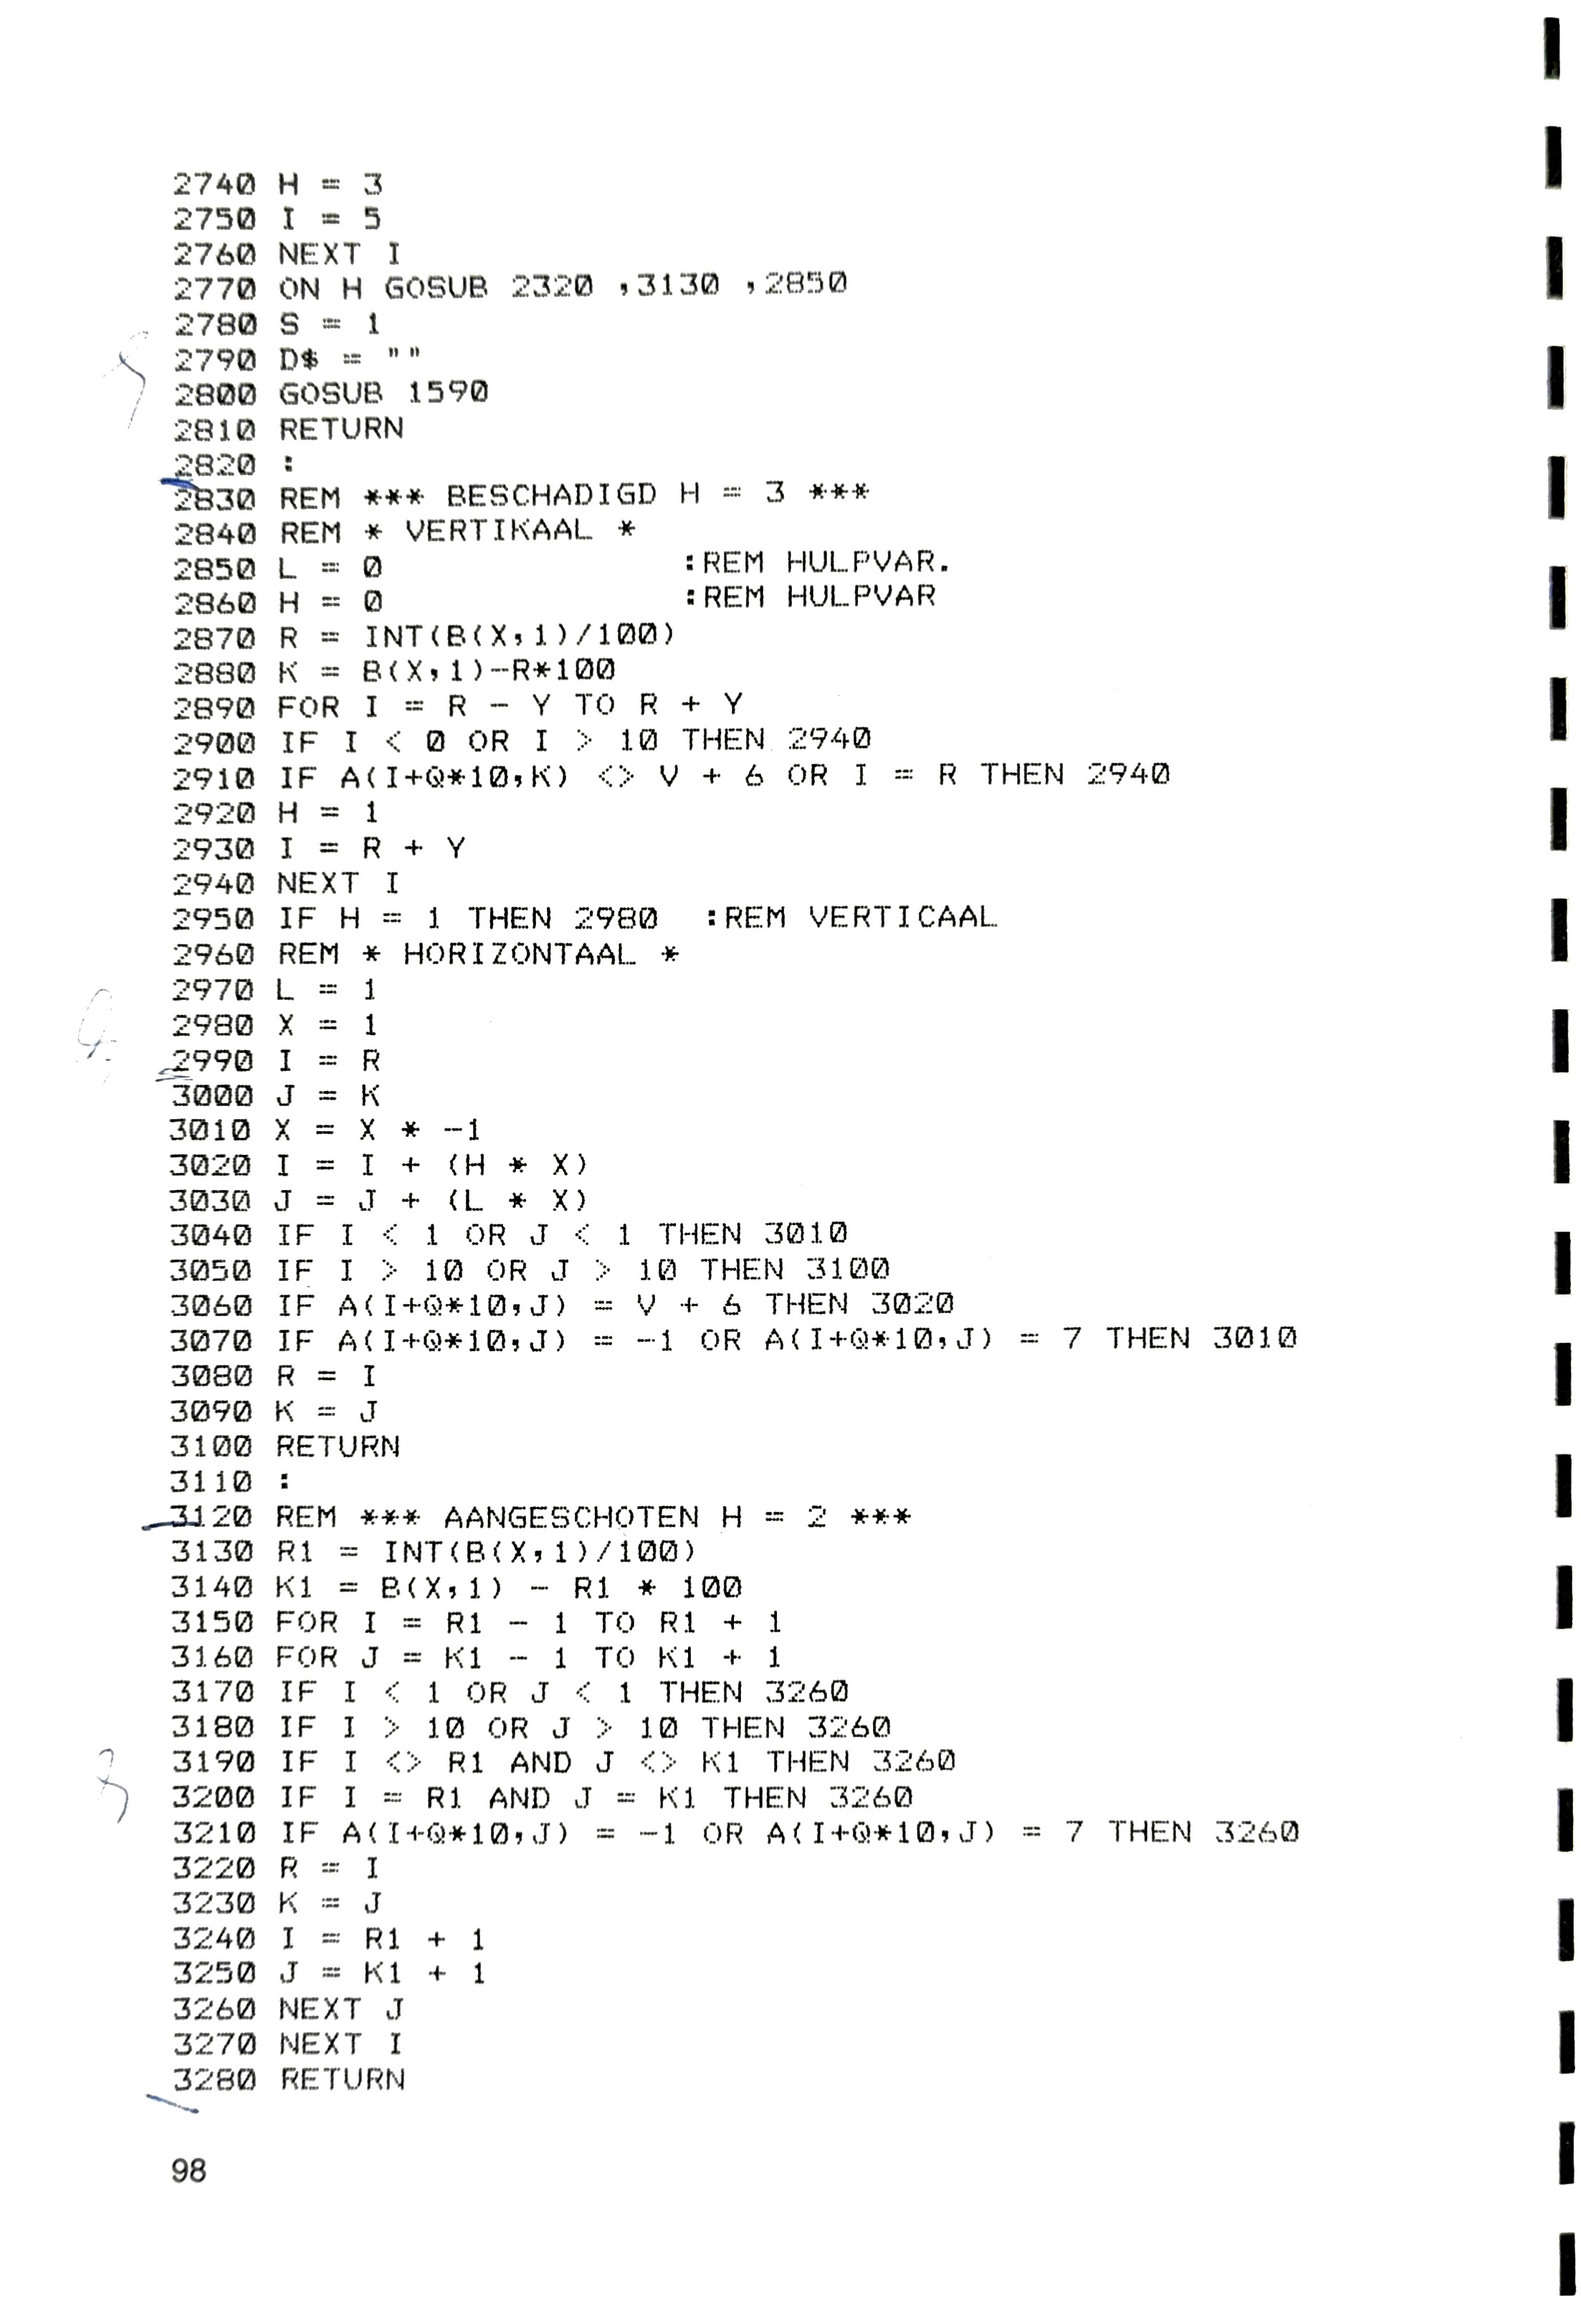 2740 H = 3
2750 I = 5
2760 NEXT I
2770 ON H GOSUB 2320 ,3130 ,2850
2780 S = 1
2790 D$ = ""
2800 GOSUB 1590
2810 RETURN
2820 :
2830 REM *** BESCHADIGD H = 3 ***
2840 REM * VERTIKAAL *
2850 L = 0 :REM HULPVAR.
2860 H = 0 :REM HULPVAR
2870 R = INT(B(X,1)/100)
2880 K = B(X,1)-R*100
2890 FOR I = R - Y TO R + Y
2900 IF I < 0 OR I > 10 THEN 2940
2910 IF A(I+Q*10,K) <> V + 6 OR I = R THEN 2940
2920 H = 1
2930 I = R + Y
2940 NEXT I
2950 IF H = 1 THEN 2980 :REM VERTICAAL
2960 REM * HORIZONTAAL *
2970 L = 1
2980 X = 1
2990 I = R
3000 J = K
3010 X = X * -1
3020 I = I + (H * X)
3030 J = J + (L * X)
3040 IF I < 1 OR J < 1 THEN 3010
3050 IF I > 10 OR J > 10 THEN 3100
3060 IF A(I+Q*10,J) = V + 6 THEN 3020
3070 IF A(I+Q*10,J) = -1 OR A(I+Q*10,J) = 7 THEN 3010
3080 R = I
3090 K = J
3100 RETURN
3110 :
3120 REM *** AANGESCHOTEN H = 2 ***
3130 R1 = INT(B(X,1)/100)
3140 K1 = B(X,1) - R1 * 100
3150 FOR I = R1 - 1 TO R1 + 1
3160 FOR J = K1 - 1 TO K1 + 1
3170 IF I < 1 OR J < 1 THEN 3260
3180 IF I > 10 OR J > 10 THEN 3260
3190 IF I <> R1 AND J <> K1 THEN 3260
3200 IF I = R1 AND J = K1 THEN 3260
3210 IF A(I+Q*10,J) = -1 OR A(I+Q*10,J) = 7 THEN 3260
3220 R = I
3230 K = J
3240 I = R1 + 1
3250 J = K1 + 1
3260 NEXT J
3270 NEXT I
3280 RETURN
98